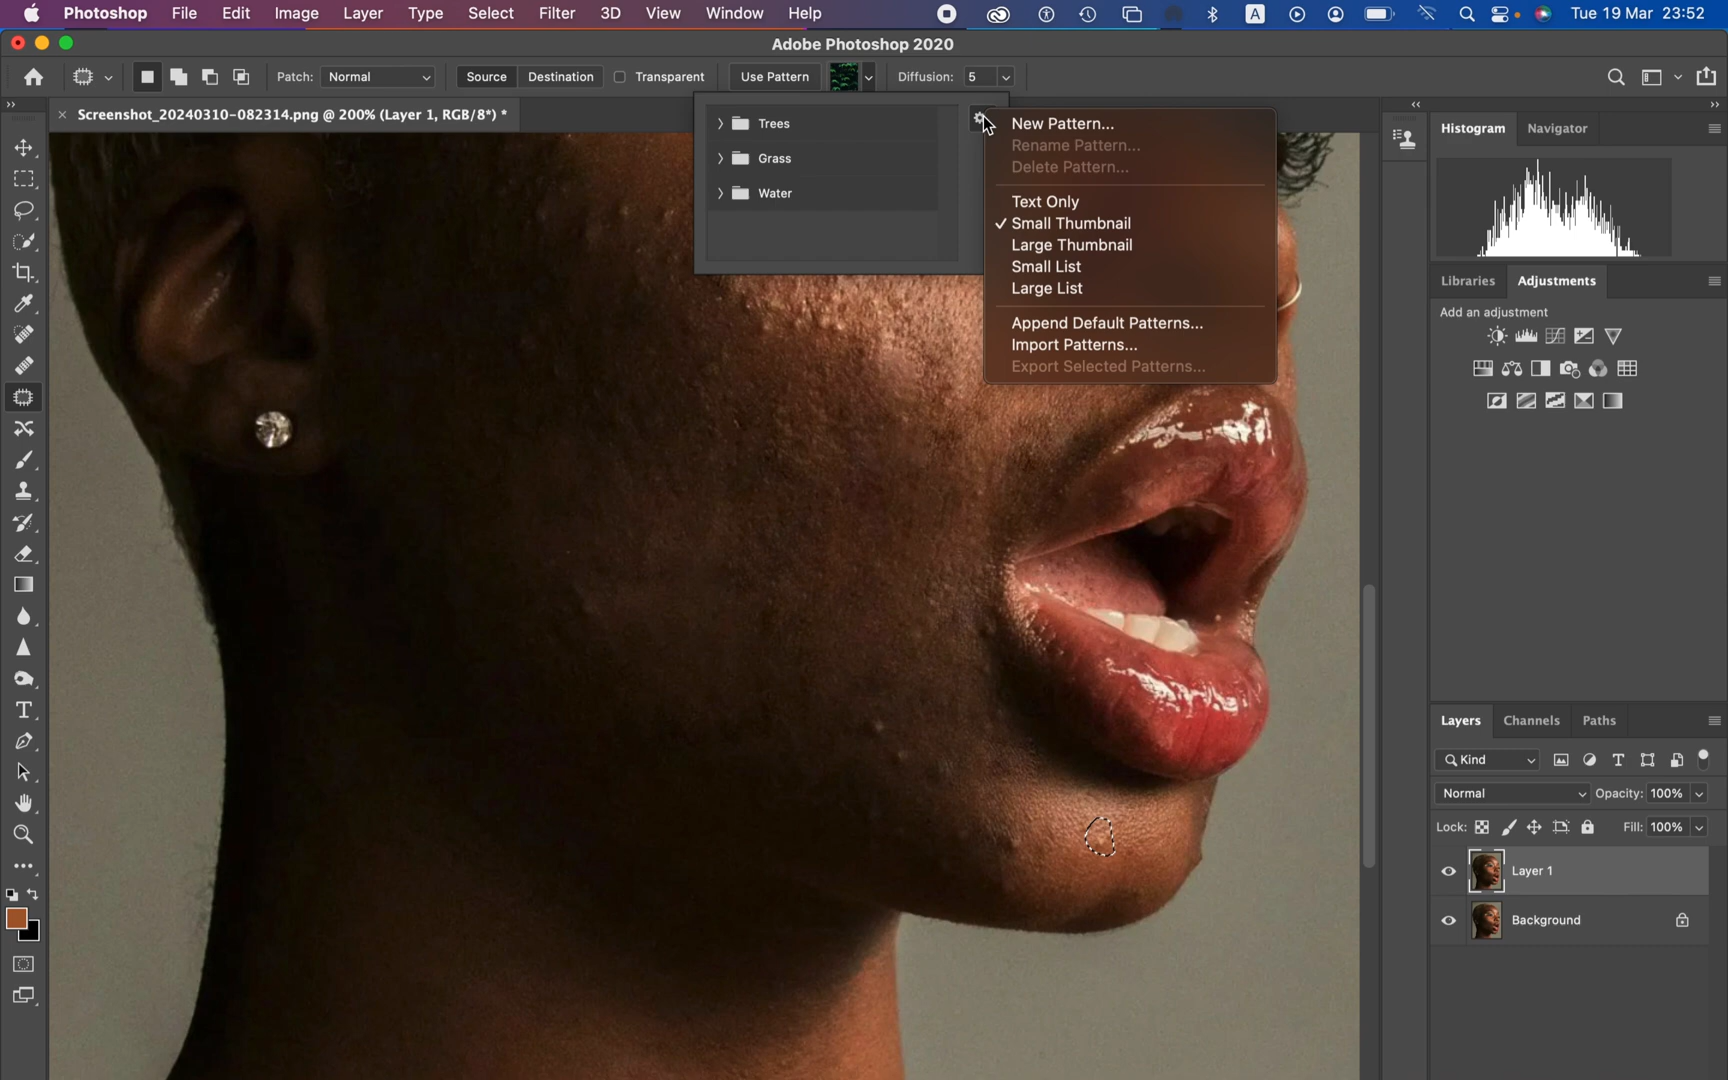 Photoshop File Edit Image Layer Type Select Filter 3D View Window Help A Tue 19 Mar 23:52
Adobe Photoshop 2020
Patch: Normal Source Destination Transparent Use Pattern Diffusion: 5
Screenshot_20240310-082314.png @ 200% (Layer 1, RGB/8*) *
Trees
Grass
Water
New Pattern...
Rename Pattern...
Delete Pattern...
Text Only
Small Thumbnail
Large Thumbnail
Small List
Large List
Append Default Patterns...
Import Patterns...
Export Selected Patterns...
Histogram Navigator
Libraries Adjustments
Add an adjustment
Layers Channels Paths
Kind
Normal Opacity: 100%
Lock: Fill: 100%
Layer 1
Background